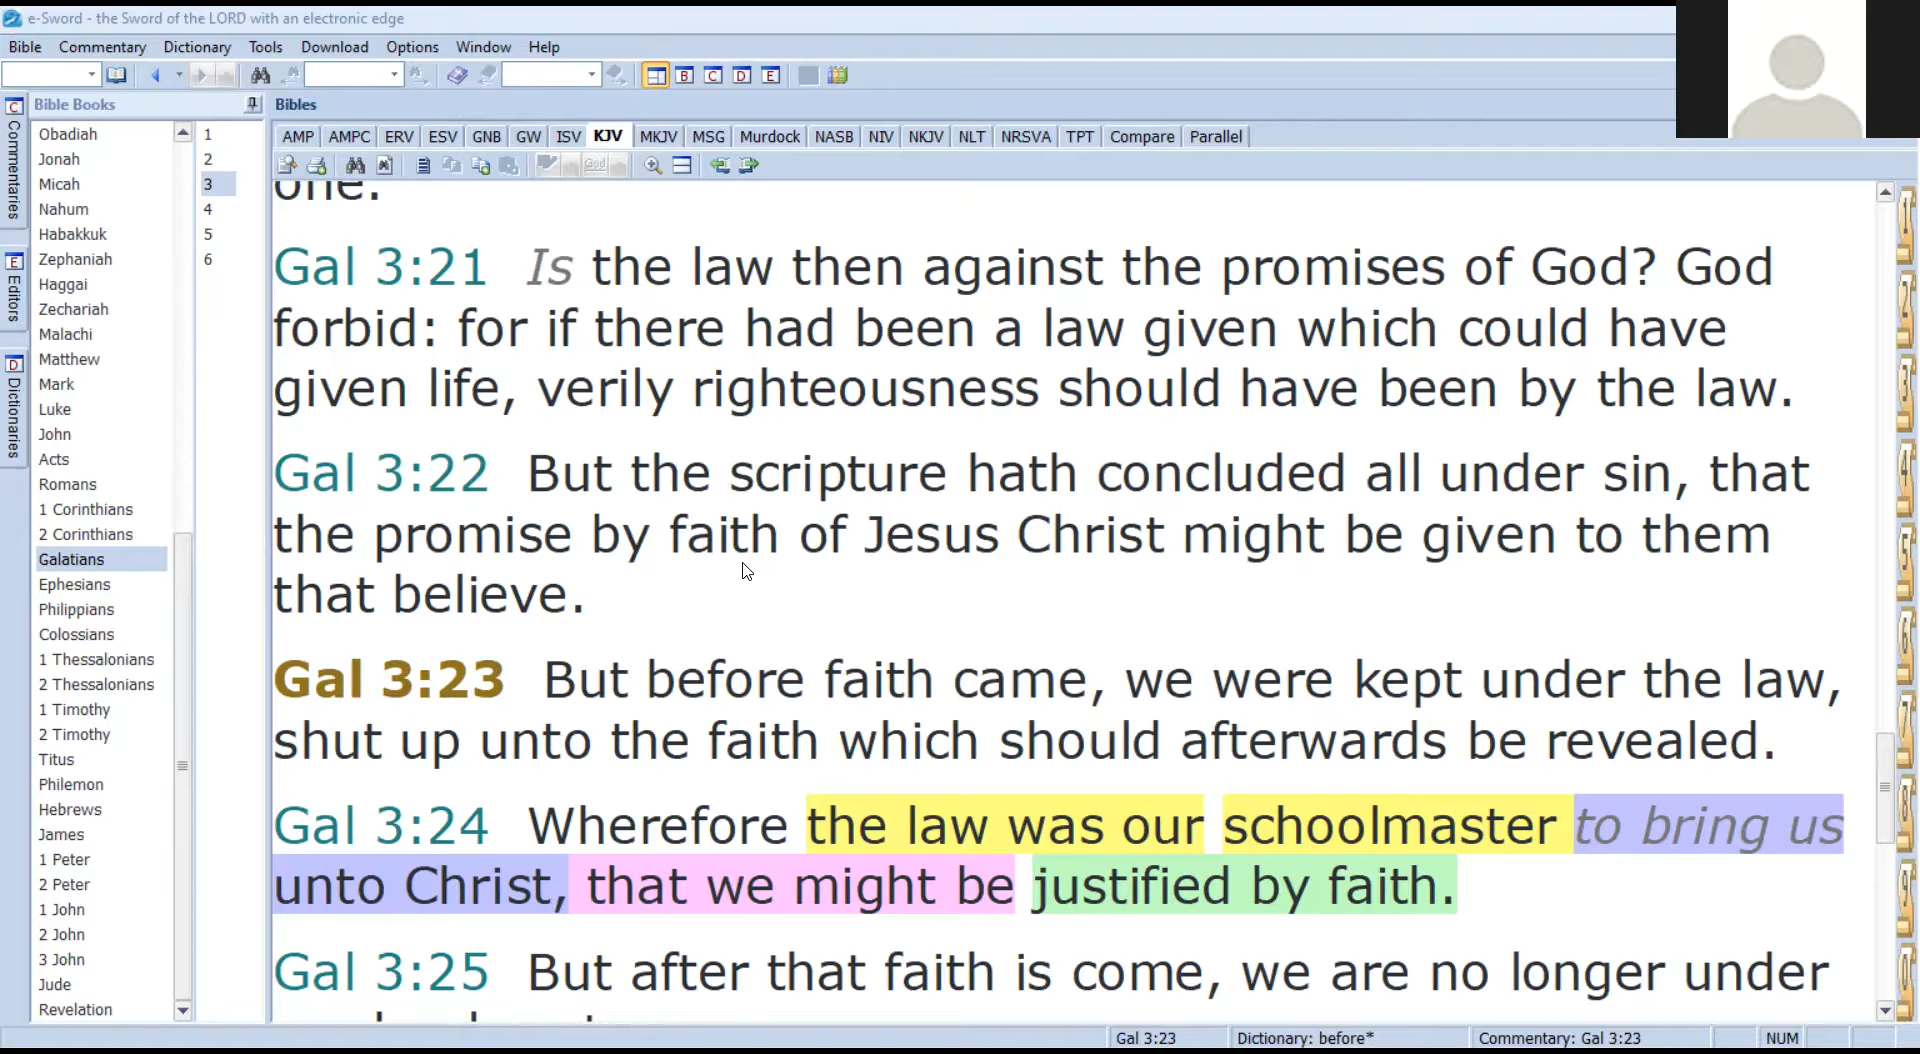 e-Sword - the Sword of the LORD with an electronic edge
Bible Commentary Dictionary Tools Download Options Window Help
B C D E
C Commentaries
E Editors
D Dictionaries
Bible Books
Obadiah
Jonah
Micah
Nahum
Habakkuk
Zephaniah
Haggai
Zechariah
Malachi
Matthew
Mark
Luke
John
Acts
Romans
1 Corinthians
2 Corinthians
Galatians
Ephesians
Philippians
Colossians
1 Thessalonians
2 Thessalonians
1 Timothy
2 Timothy
Titus
Philemon
Hebrews
James
1 Peter
2 Peter
1 John
2 John
3 John
Jude
Revelation
1
2
3
4
5
6
Bibles
AMP AMPC ERV ESV GNB GW ISV KJV MKJV MSG Murdock NASB NIV NKJV NLT NRSVA TPT Compare Parallel
God
one.
Gal 3:21 Is the law then against the promises of God? God
forbid: for if there had been a law given which could have
given life, verily righteousness should have been by the law.
Gal 3:22 But the scripture hath concluded all under sin, that
the promise by faith of Jesus Christ might be given to them
that believe.
Gal 3:23 But before faith came, we were kept under the law,
shut up unto the faith which should afterwards be revealed.
Gal 3:24 Wherefore the law was our schoolmaster to bring us
unto Christ, that we might be justified by faith.
Gal 3:25 But after that faith is come, we are no longer under
Gal 3:23 Dictionary: before* Commentary: Gal 3:23 NUM